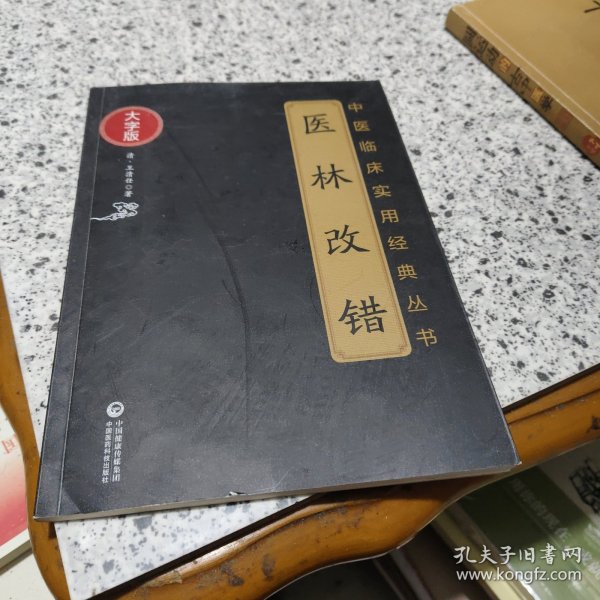 中医临床实用经典丛书
医林改错
大字版
清·王清任◎著
中国健康传媒集团
中国医药科技出版社
孔夫子旧书网
www.kongfz.com